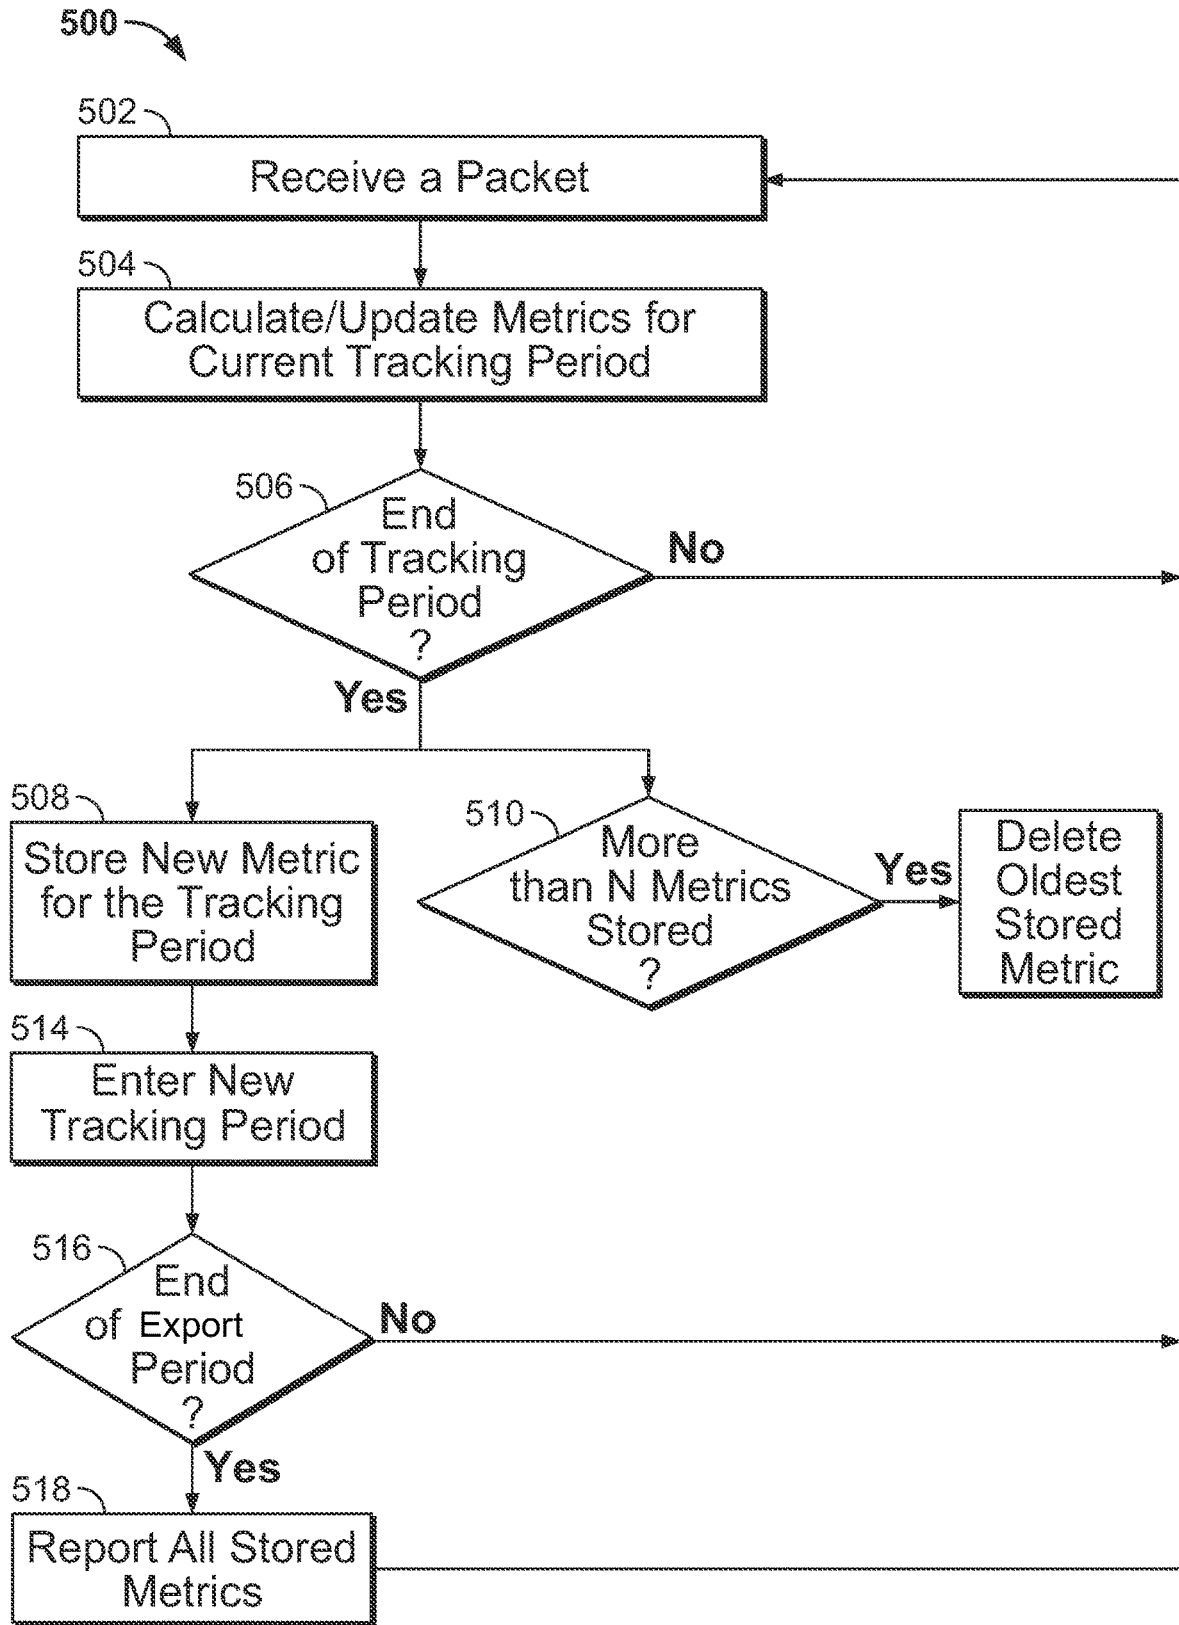 500
502
Receive a Packet
504
Calculate/Update Metrics for
Current Tracking Period
506
End
of Tracking
Period
?
No
Yes
508
Store New Metric
for the Tracking
Period
510
More
than N Metrics
Stored
?
Yes
Delete
Oldest
Stored
Metric
514
Enter New
Tracking Period
516
End
of Export
Period
?
No
Yes
518
Report All Stored
Metrics